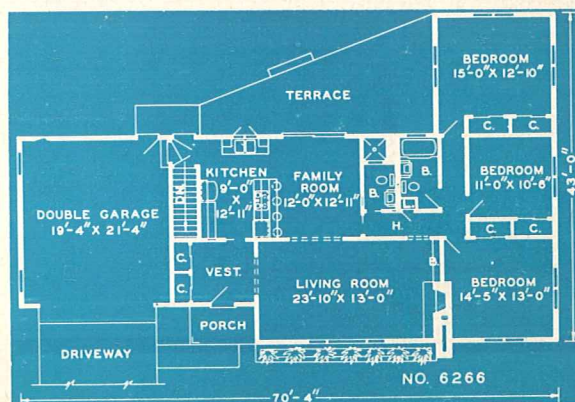 BEDROOM
15'-0" X 12'-10"
TERRACE
C.
C.
KITCHEN
9'-0"
X
12'-11"
FAMILY
ROOM
12'-0" X 12'-11"
B.
B.
BEDROOM
11'-0" X 10'-6"
43'-0"
DN.
DOUBLE GARAGE
19'-4" X 21'-4"
H.
C.
C.
C.
VEST.
B.
C.
LIVING ROOM
23'-10" X 13'-0"
BEDROOM
14'-5" X 13'-0"
PORCH
DRIVEWAY
NO. 6266
70'-4"